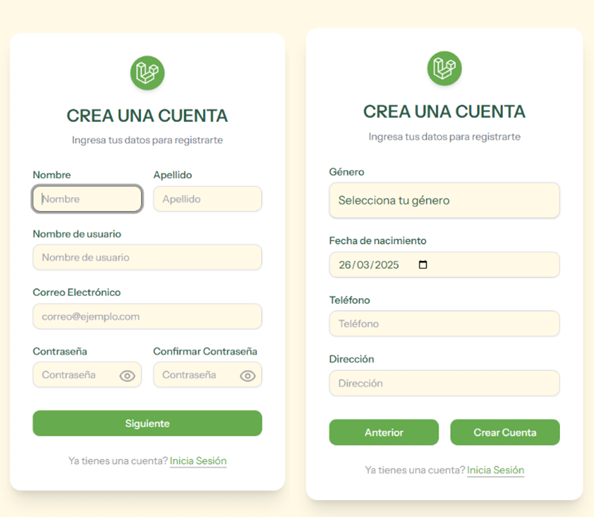 CREA UNA CUENTA
Ingresa tus datos para registrarte
Nombre Apellido
Nombre Apellido
Nombre de usuario
Nombre de usuario
Correo Electrónico
correo@ejemplo.com
Contraseña Confirmar Contraseña
Contraseña Contraseña
Siguiente
Ya tienes una cuenta? Inicia Sesión
CREA UNA CUENTA
Ingresa tus datos para registrarte
Género
Selecciona tu género
Fecha de nacimiento
26/03/2025
Teléfono
Teléfono
Dirección
Dirección
Anterior Crear Cuenta
Ya tienes una cuenta? Inicia Sesión